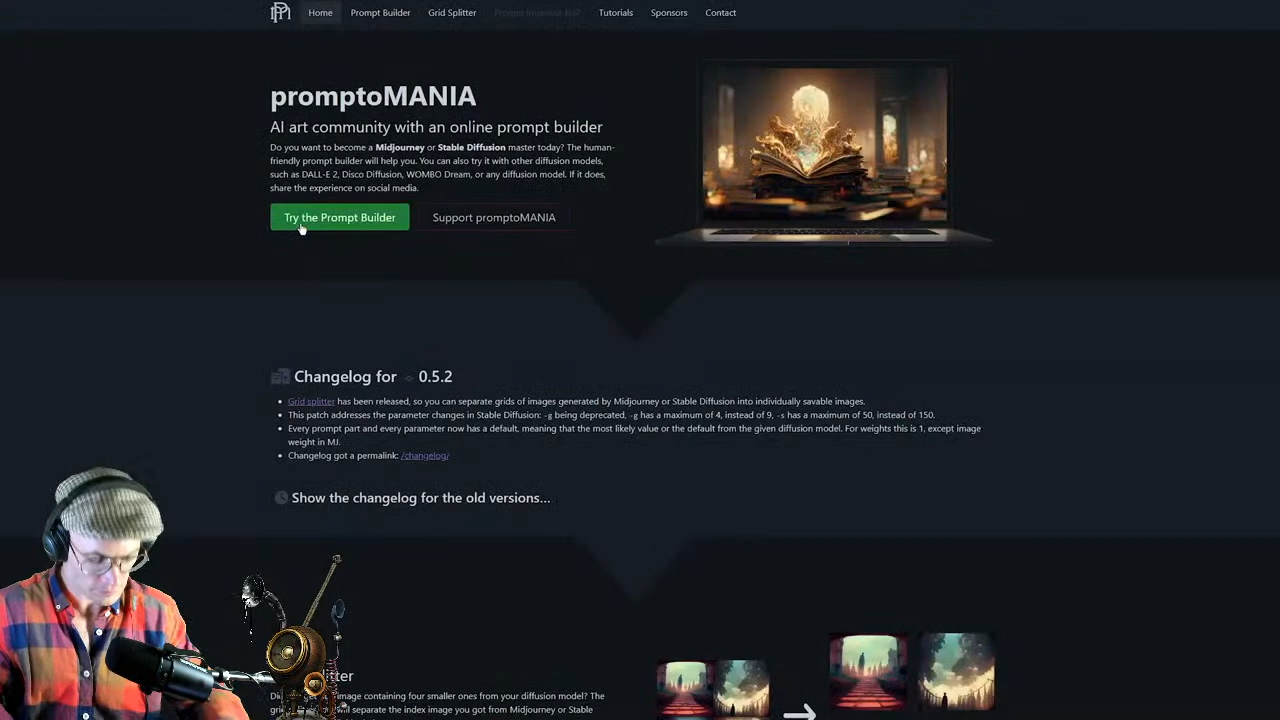 Home Prompt Builder Grid Splitter Tutorials Sponsors Contact
promptoMANIA
AI art community with an online prompt builder
Do you want to become a Midjourney or Stable Diffusion master today? The human-
friendly prompt builder will help you. You can also try it with other diffusion models,
such as DALL-E 2, Disco Diffusion, WOMBO Dream, or any diffusion model. If it does,
share the experience on social media.
Try the Prompt Builder Support promptoMANIA
Changelog for 0.5.2
Grid splitter has been released, so you can separate grids of images generated by Midjourney or Stable Diffusion into individually savable images.
This patch addresses the parameter changes in Stable Diffusion: -g being deprecated, -g has a maximum of 4, instead of 9, -s has a maximum of 50, instead of 150.
Every prompt part and every parameter now has a default, meaning that the most likely value or the default from the given diffusion model. For weights this is 1, except image
weight in MJ.
Changelog got a permalink: /changelog/
Show the changelog for the old versions...
image containing four smaller ones from your diffusion model? The
separate the index image you got from Midjourney or Stable